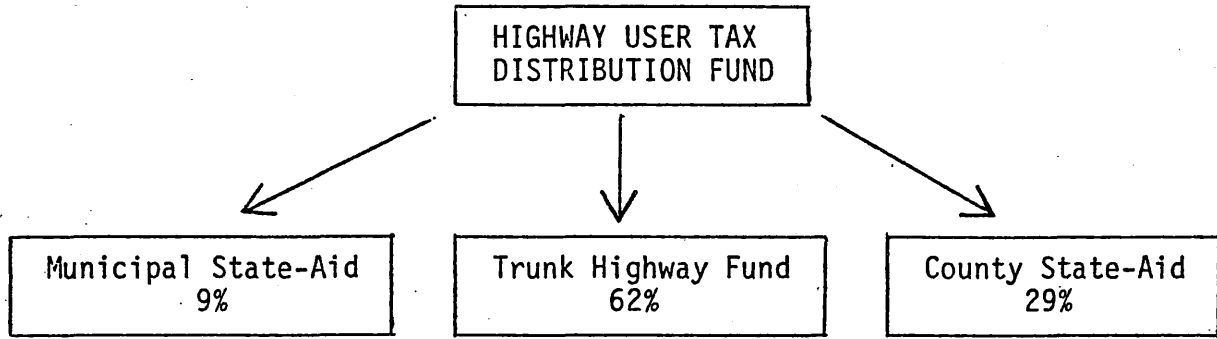 HIGHWAY USER TAX
DISTRIBUTION FUND
Municipal State-Aid
9%
Trunk Highway Fund
62%
County State-Aid
29%